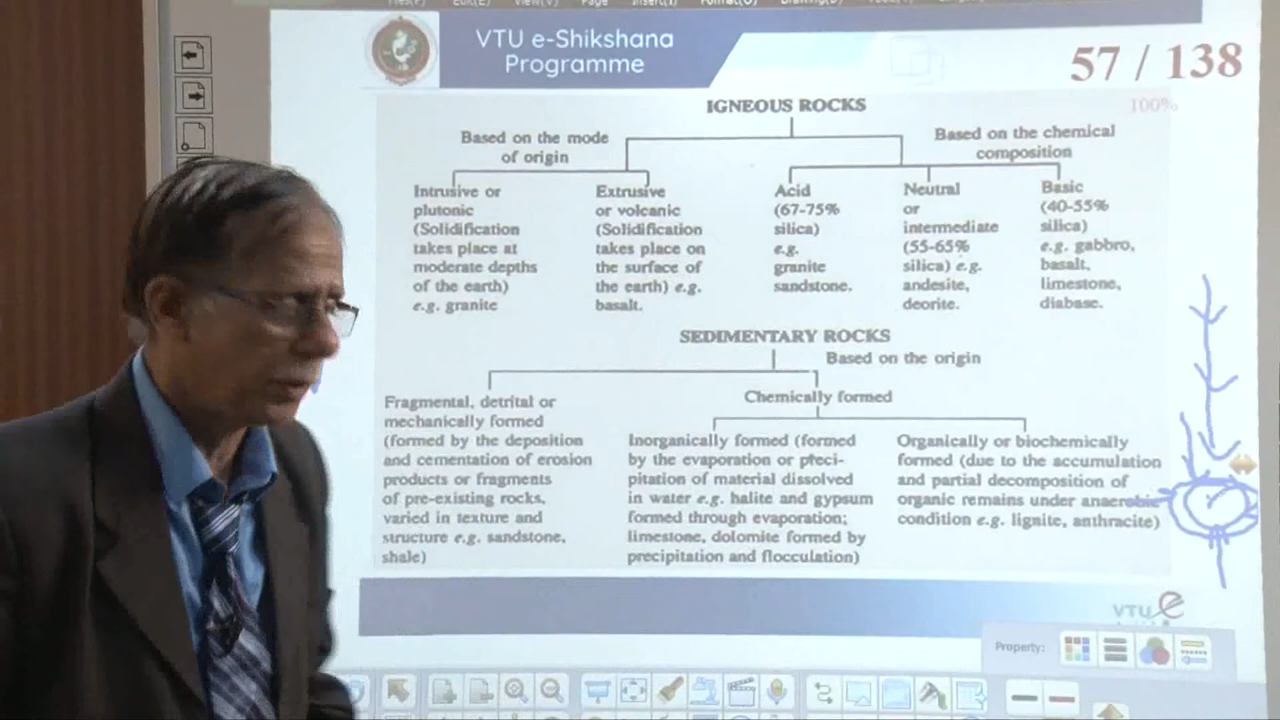 VTU e-Shikshana
Programme
57 / 138
100%
IGNEOUS ROCKS
Based on the mode
of origin
Based on the chemical
composition
Intrusive or
plutonic
(Solidification
takes place at
moderate depths
of the earth)
e.g. granite
Extrusive
or volcanic
(Solidification
takes place on
the surface of
the earth) e.g.
basalt.
Acid
(67-75%
silica)
e.g.
granite
sandstone.
Neutral
or
intermediate
(55-65%
silica) e.g.
andesite,
deorite.
Basic
(40-55%
silica)
e.g. gabbro,
basalt,
limestone,
diabase.
SEDIMENTARY ROCKS
Based on the origin
Fragmental, detrital or
mechanically formed
(formed by the deposition
and cementation of erosion
products or fragments
of pre-existing rocks,
varied in texture and
structure e.g. sandstone,
shale)
Chemically formed
Inorganically formed (formed
by the evaporation or preci-
pitation of material dissolved
in water e.g. halite and gypsum
formed through evaporation;
limestone, dolomite formed by
precipitation and flocculation)
Organically or biochemically
formed (due to the accumulation
and partial decomposition of
organic remains under anaerobic
condition e.g. lignite, anthracite)
VTU e
Property: